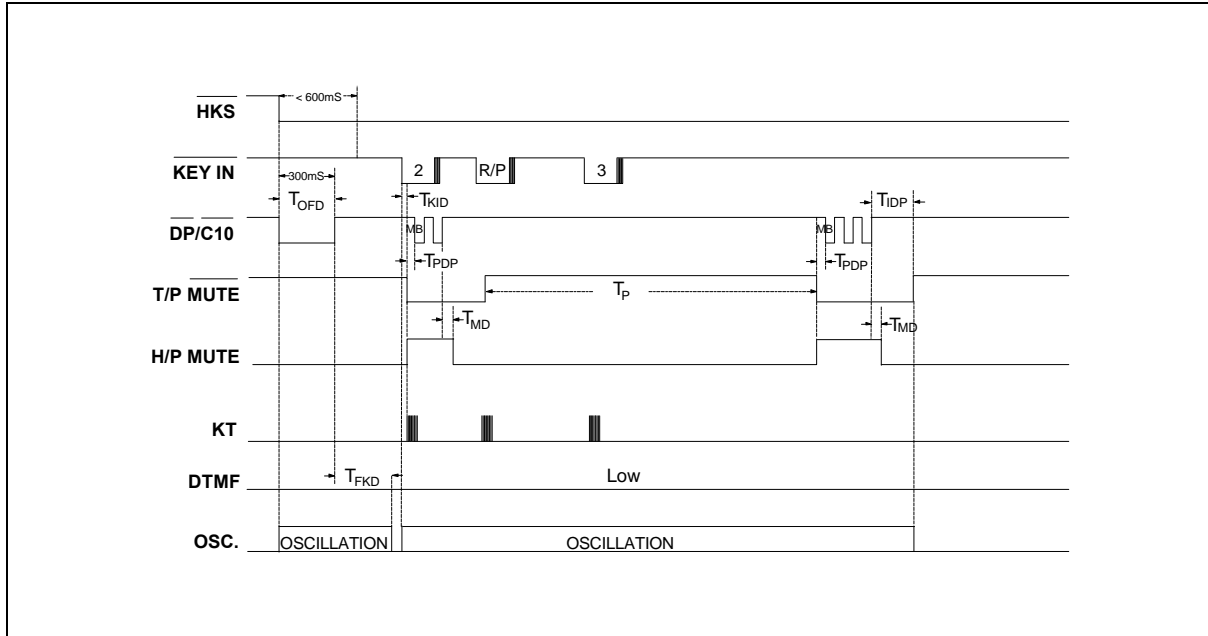 HKS
< 600mS
KEY IN
2
R/P
3
300mS
TOFD
TKID
TIDP
DP/C10
MB
MB
TPDP
TPDP
T/P MUTE
TP
TMD
TMD
H/P MUTE
KT
DTMF
TFKD
Low
OSC.
OSCILLATION
OSCILLATION